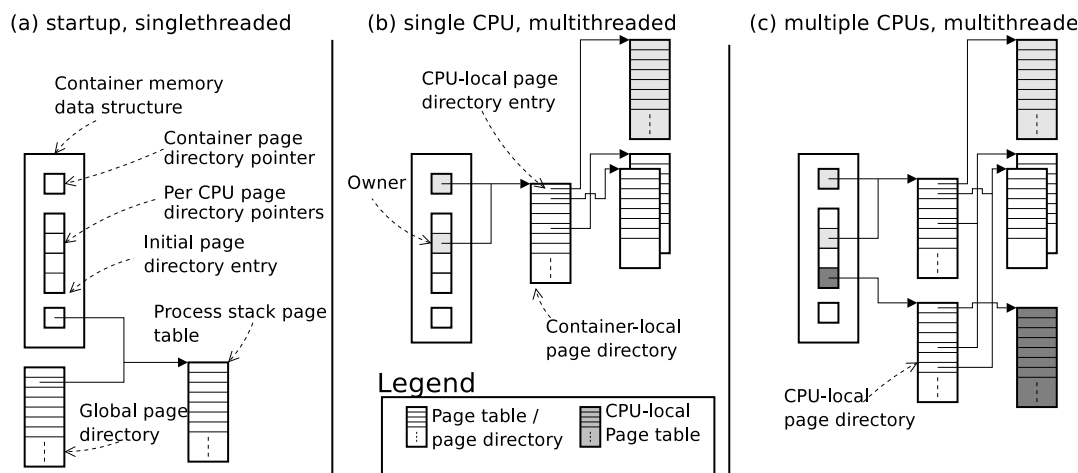 (a) startup, singlethreaded
Container memory
data structure
Container page
directory pointer
Per CPU page
directory pointers
Initial page
directory entry
Process stack page
table
Global page
directory
(b) single CPU, multithreaded
CPU-local page
directory entry
Owner
Container-local
page directory
Legend
Page table /
page directory
CPU-local
Page table
(c) multiple CPUs, multithreade
CPU-local
page directory